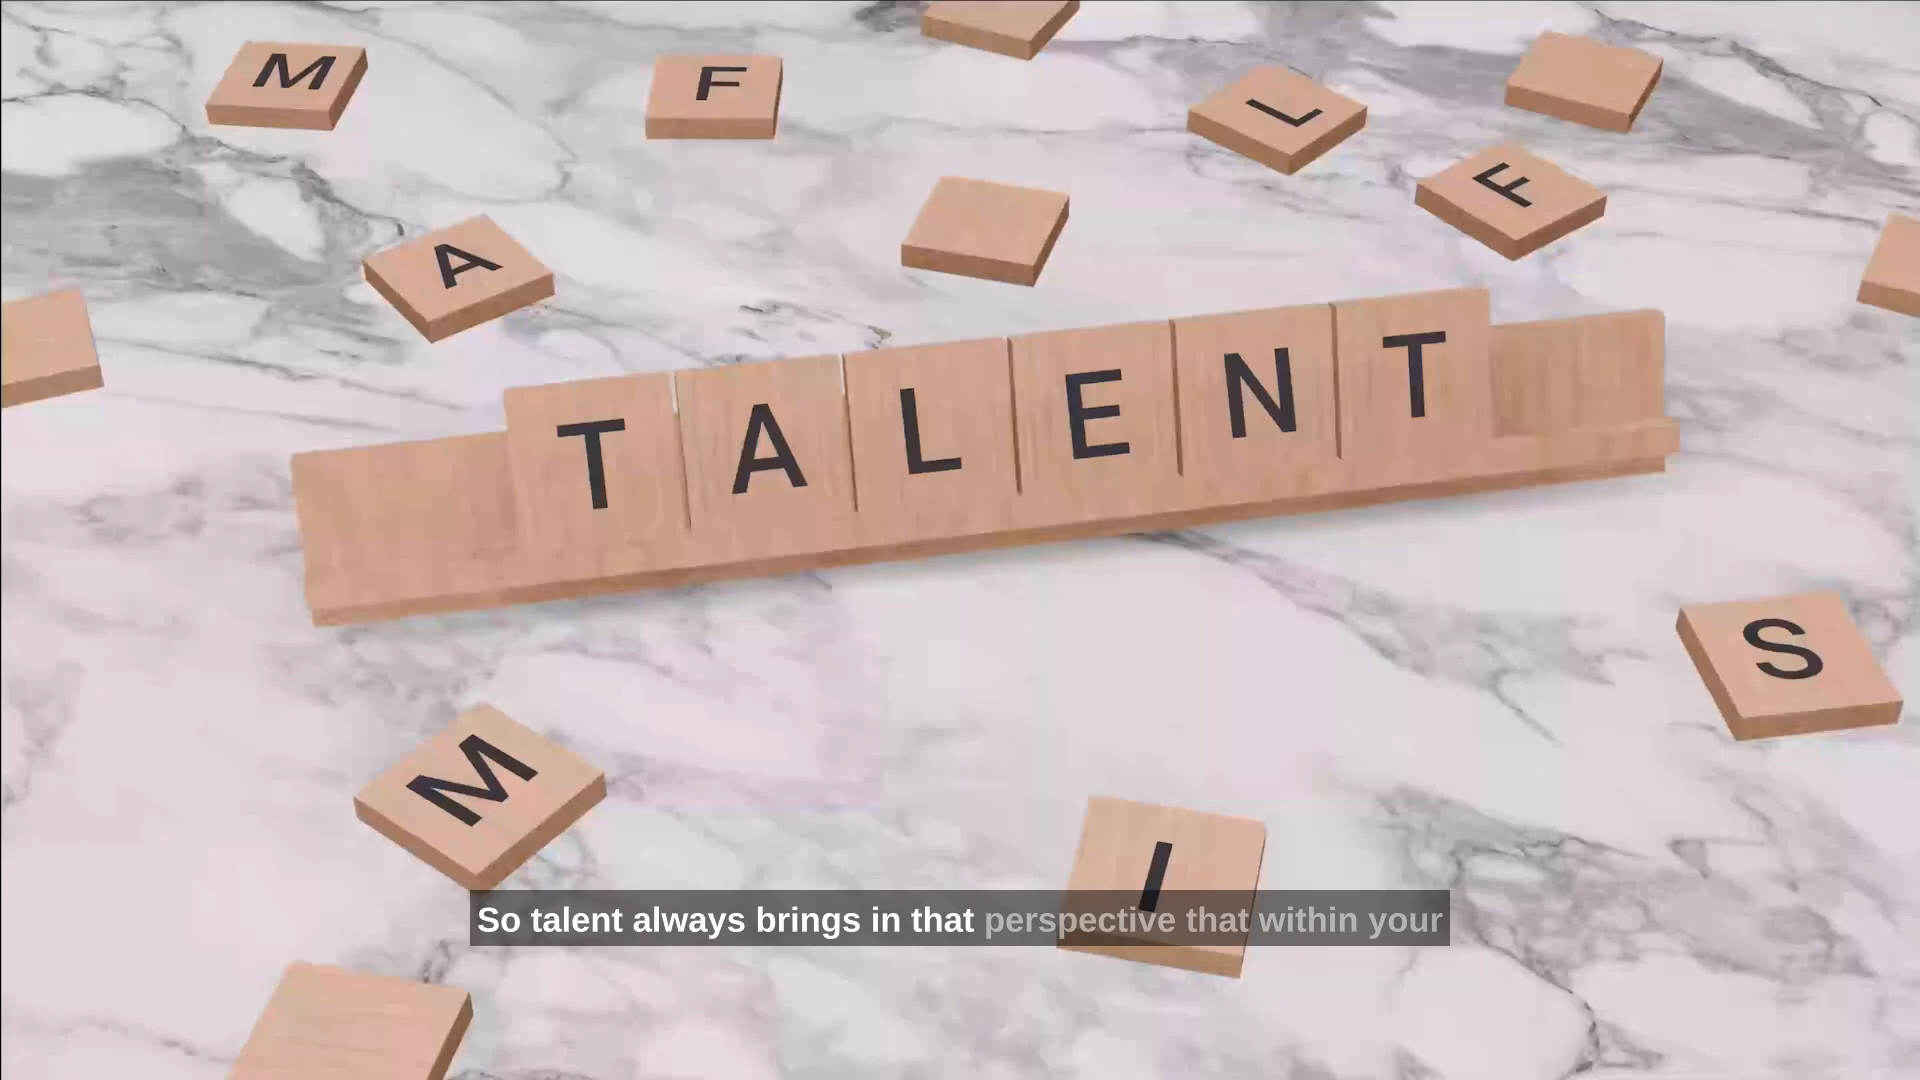 M
F
L
F
A
TALENT
S
M
I
So talent always brings in that perspective that within your